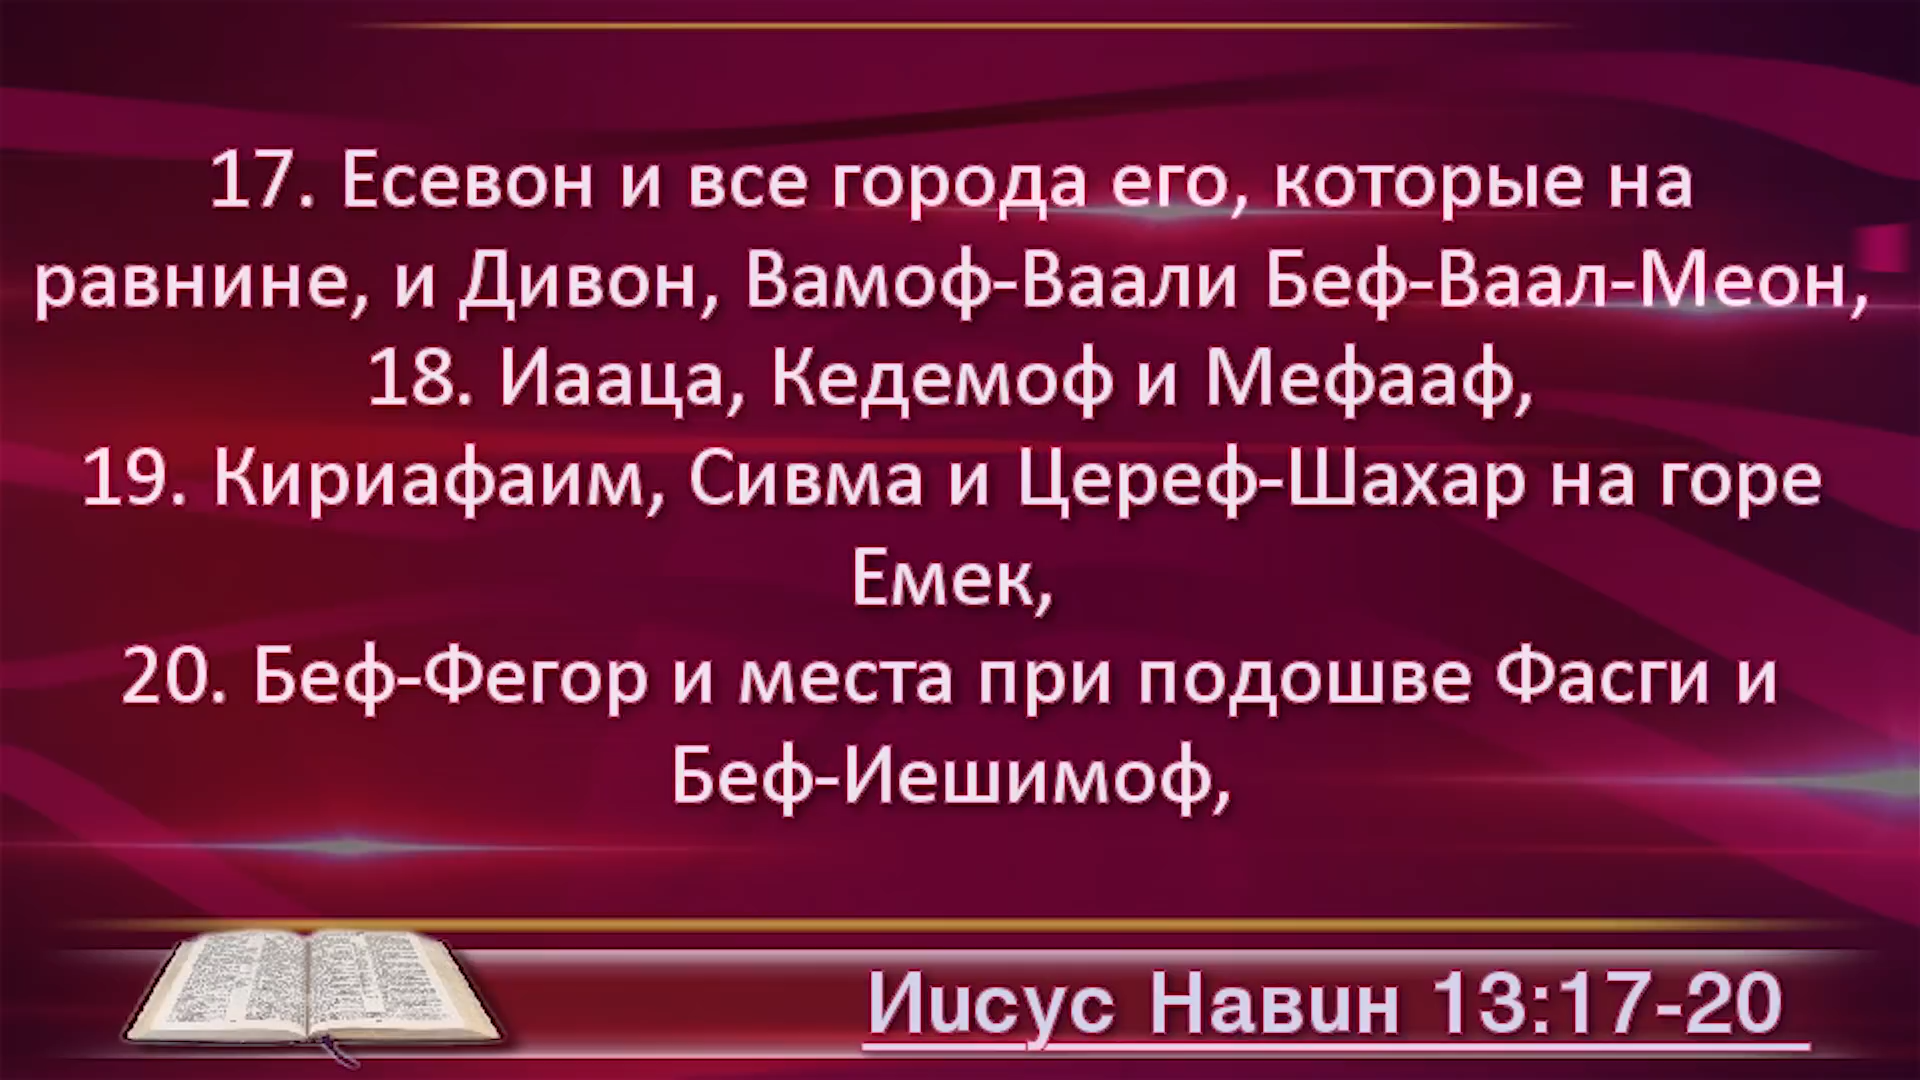 17. Есевон и все города его, которые на
равнине, и Дивон, Вамоф-Ваали Беф-Ваал-Меон,
18. Иааца, Кедемоф и Мефааф,
19. Кириафаим, Сивма и Цереф-Шахар на горе
Емек,
20. Беф-Фегор и места при подошве Фасги и
Беф-Иешимоф,
Иисус Навин 13:17-20